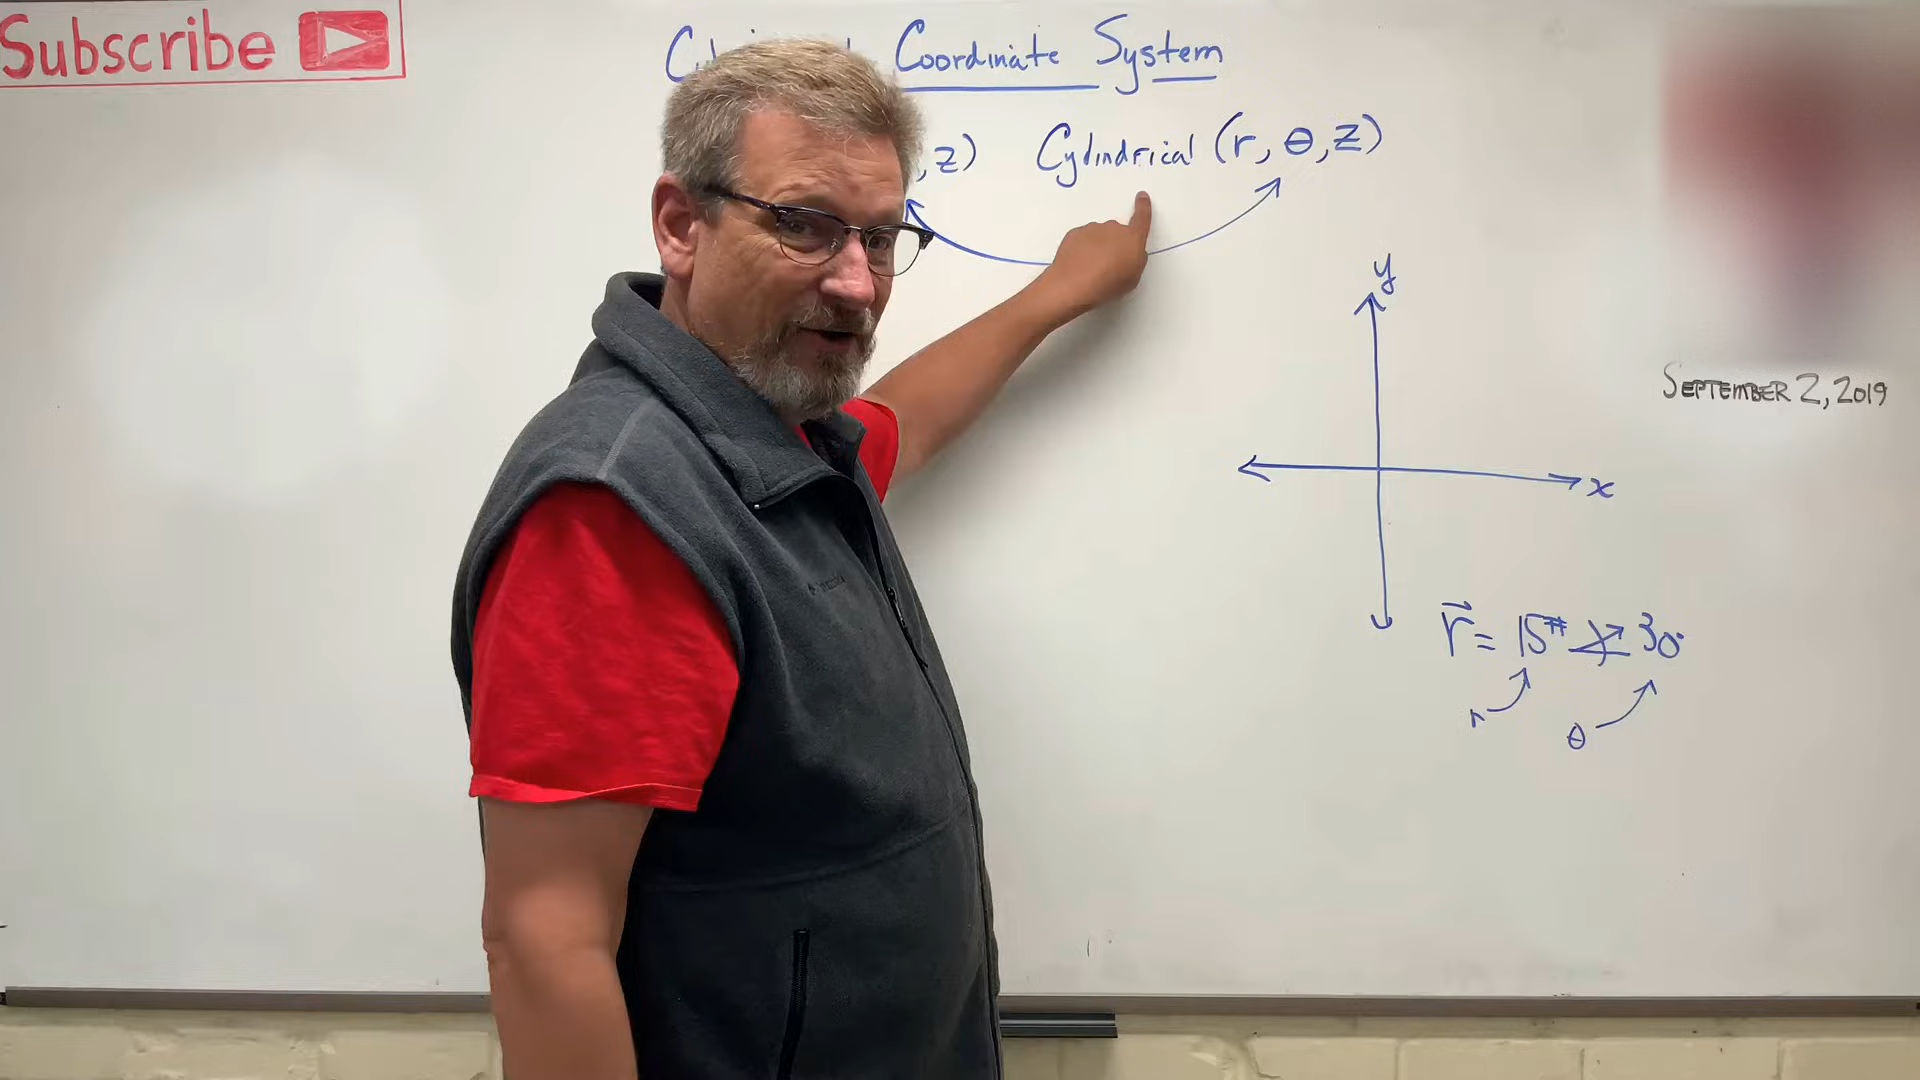 Subscribe
Coordinate System
, z) Cylindrical (r, θ, z)
y
SEPTEMBER 2, 2019
x
r⃗ = 15# ∡ 30°
r
θ